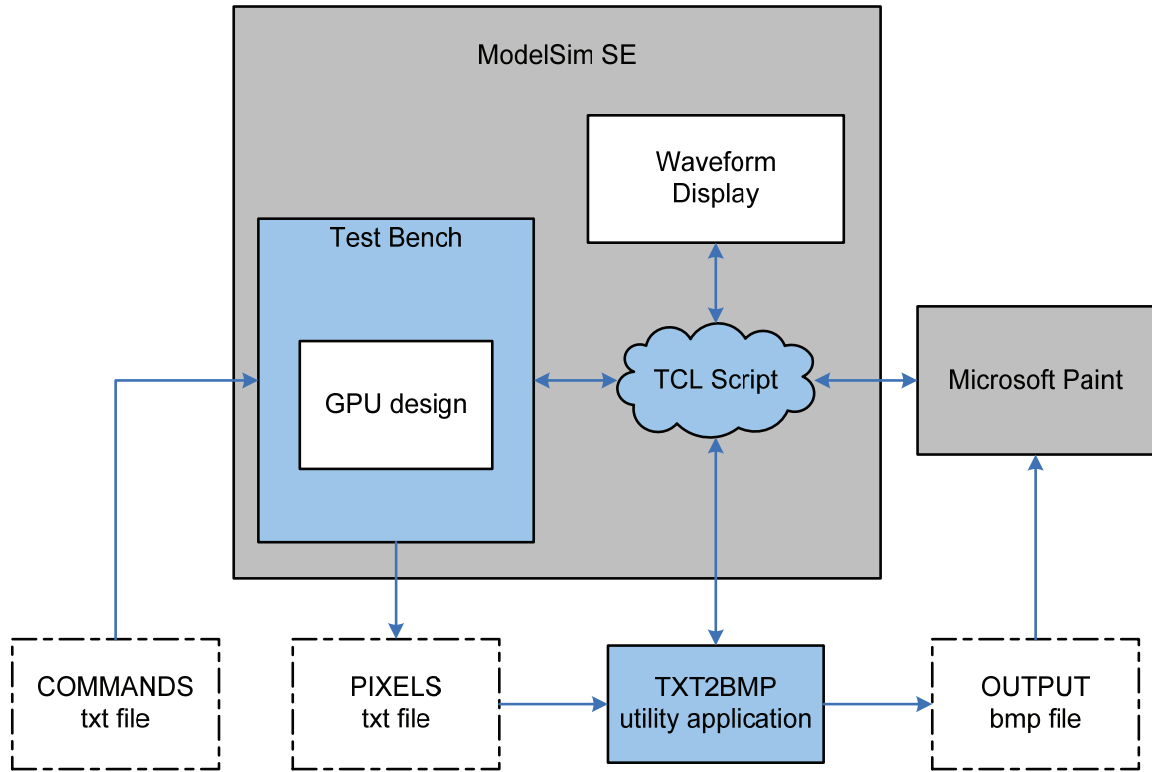 ModelSim SE
Waveform
Display
Test Bench
GPU design
TCL Script
Microsoft Paint
COMMANDS
txt file
PIXELS
txt file
TXT2BMP
utility application
OUTPUT
bmp file